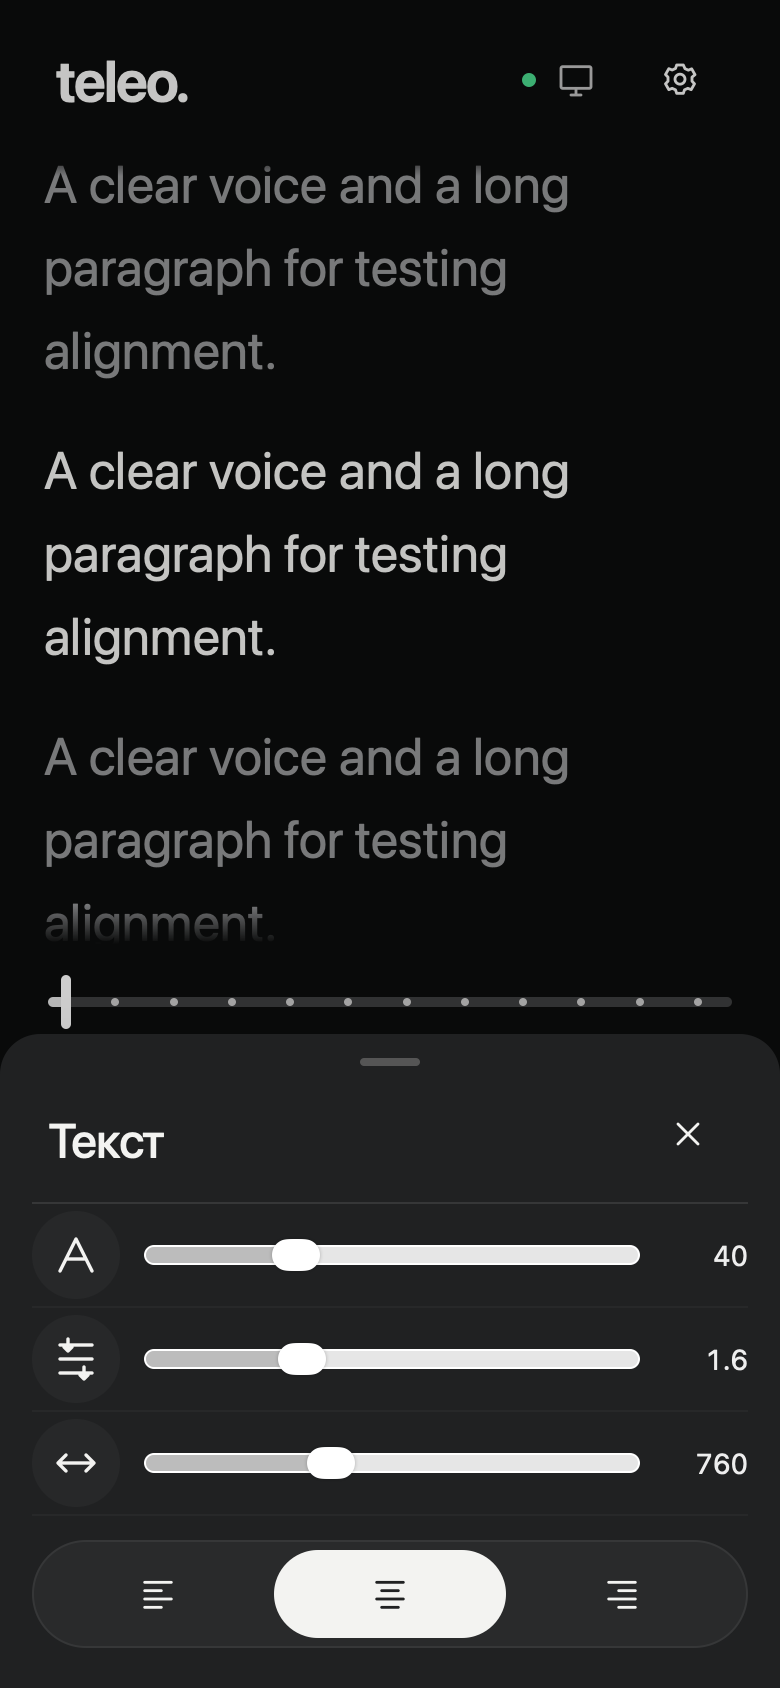 teleo.
A clear voice and a long
paragraph for testing
alignment.
A clear voice and a long
paragraph for testing
alignment.
A clear voice and a long
paragraph for testing
alignment.
Текст
40
1.6
760